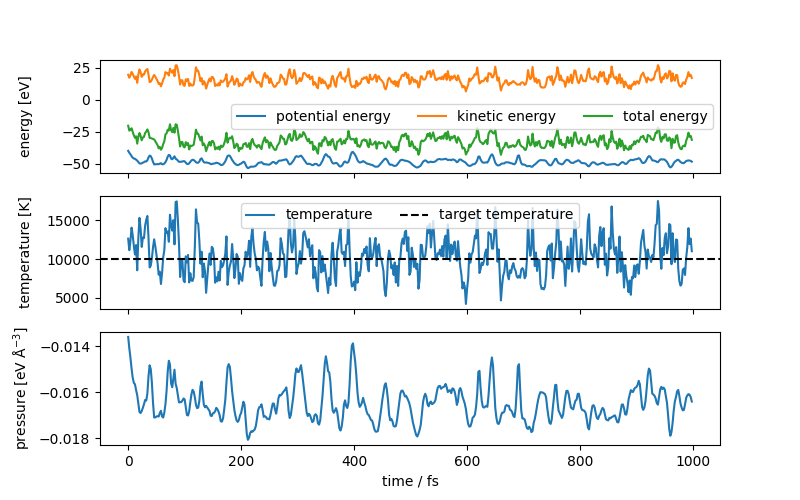 energy [eV]
25
0
−25
−50
potential energy
kinetic energy
total energy
temperature [K]
15000
10000
5000
temperature
target temperature
pressure [eV Å⁻³]
−0.014
−0.016
−0.018
0
200
400
600
800
1000
time / fs